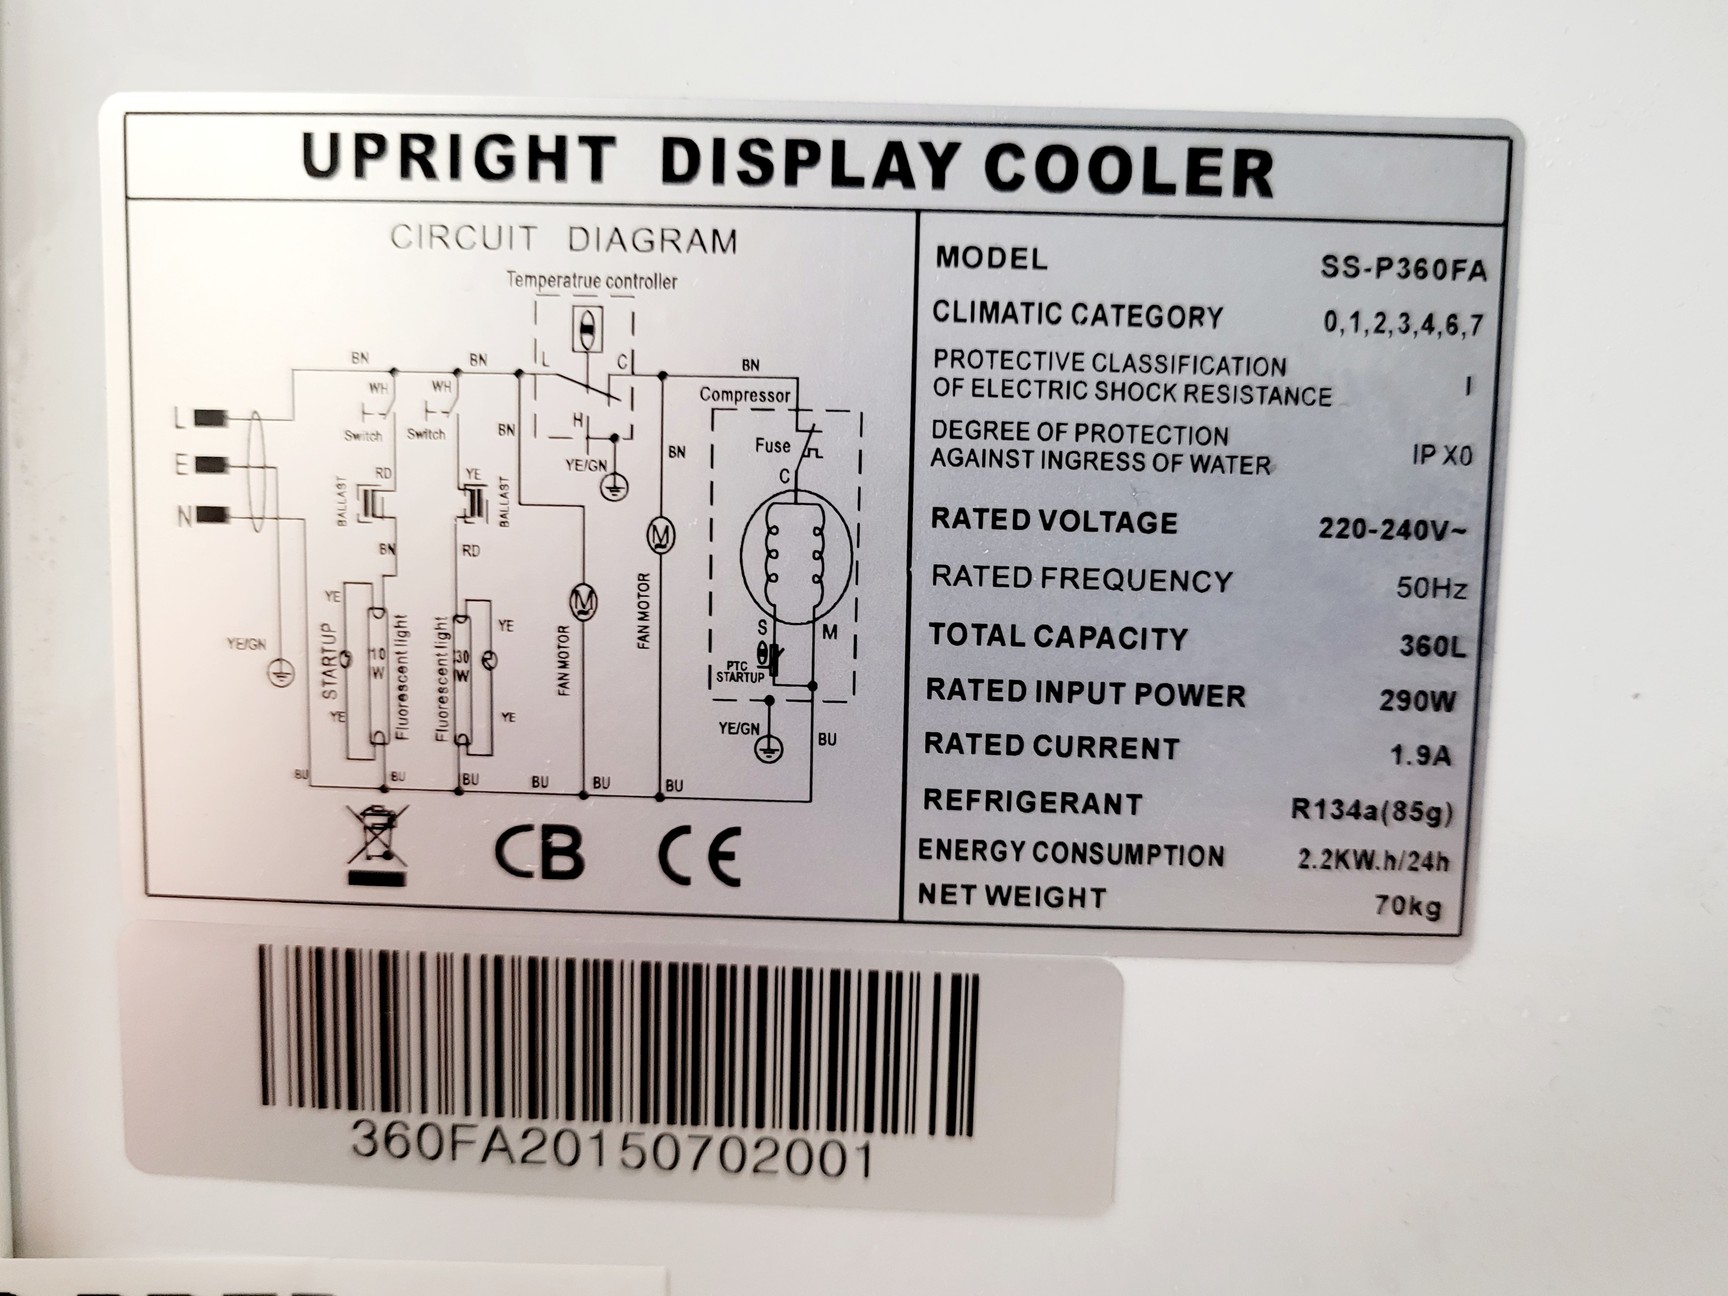 UPRIGHT DISPLAY COOLER
CIRCUIT DIAGRAM
Temperatrue controller
L C
H
BN BN BN
WH WH
Switch Switch
BN BN
YE/GN
L
E
N
RD YE
BALLAST BALLAST
BN RD
YE YE
YE/GN
STARTUP
10 W
Fluorescent light
Fluorescent light
30 W
YE YE
FAN MOTOR
M
FAN MOTOR
M
Compressor
Fuse
C
S M
PTC
STARTUP
YE/GN
BU
BU BU BU BU BU BU
CB CE
MODEL SS-P360FA
CLIMATIC CATEGORY 0,1,2,3,4,6,7
PROTECTIVE CLASSIFICATION
OF ELECTRIC SHOCK RESISTANCE I
DEGREE OF PROTECTION
AGAINST INGRESS OF WATER IP X0
RATED VOLTAGE 220-240V~
RATED FREQUENCY 50Hz
TOTAL CAPACITY 360L
RATED INPUT POWER 290W
RATED CURRENT 1.9A
REFRIGERANT R134a(85g)
ENERGY CONSUMPTION 2.2KW.h/24h
NET WEIGHT 70kg
360FA20150702001